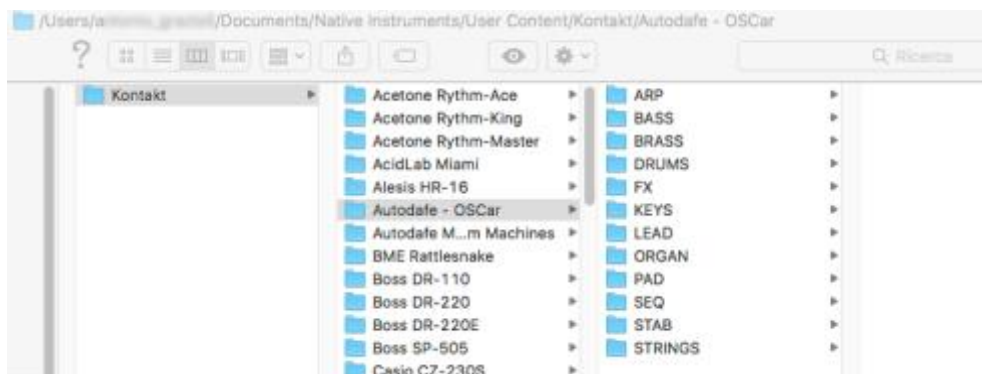 /Users/a /Documents/Native Instruments/User Content/Kontakt/Autodafe - OSCar
?
Ricerca
Kontakt
Acetone Rythm-Ace
Acetone Rythm-King
Acetone Rythm-Master
AcidLab Miami
Alesis HR-16
Autodafe - OSCar
Autodafe M...m Machines
BME Rattlesnake
Boss DR-110
Boss DR-220
Boss DR-220E
Boss SP-505
Casio CZ-230S
ARP
BASS
BRASS
DRUMS
FX
KEYS
LEAD
ORGAN
PAD
SEQ
STAB
STRINGS